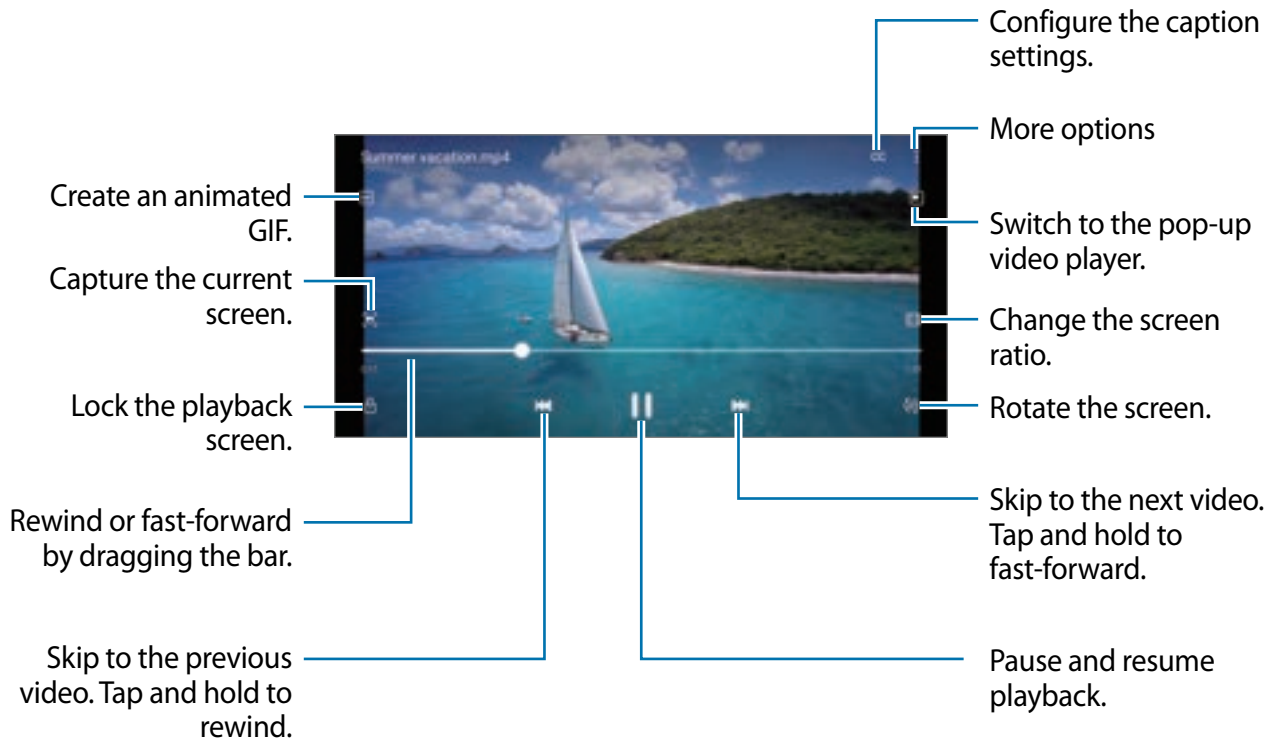 Configure the caption
settings.
More options
Summer vacation.mp4
CC
Create an animated
GIF.
Switch to the pop-up
video player.
Capture the current
screen.
Change the screen
ratio.
Lock the playback
screen.
Rotate the screen.
Rewind or fast-forward
by dragging the bar.
Skip to the next video.
Tap and hold to
fast-forward.
Skip to the previous
video. Tap and hold to
rewind.
Pause and resume
playback.